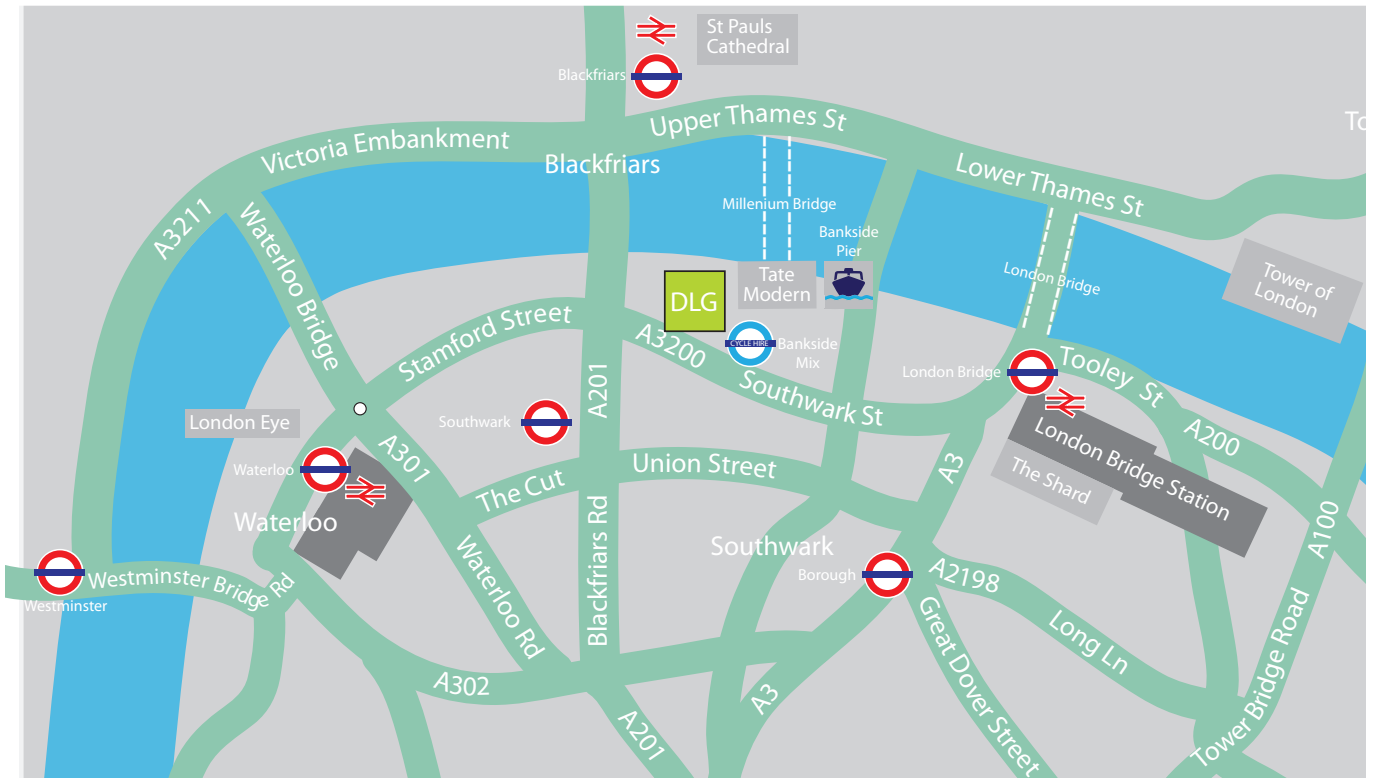 St Pauls
Cathedral
Blackfriars
Upper Thames St
Victoria Embankment
Blackfriars
Lower Thames St
To
A3211
Waterloo Bridge
Millenium Bridge
Bankside
Pier
London Bridge
Tower of
London
DLG
Tate
Modern
Stamford Street
A3200
CYCLE HIRE
Bankside
Mix
Southwark St
London Bridge
Tooley St
A201
London Eye
Southwark
A301
Waterloo
The Cut
Union Street
A3
A200
London Bridge Station
The Shard
Waterloo
Blackfriars Rd
Southwark
A100
Westminster Bridge Rd
Westminster
Waterloo Rd
Borough
A2198
Great Dover Street
Long Ln
Tower Bridge Road
A302
A3
A201